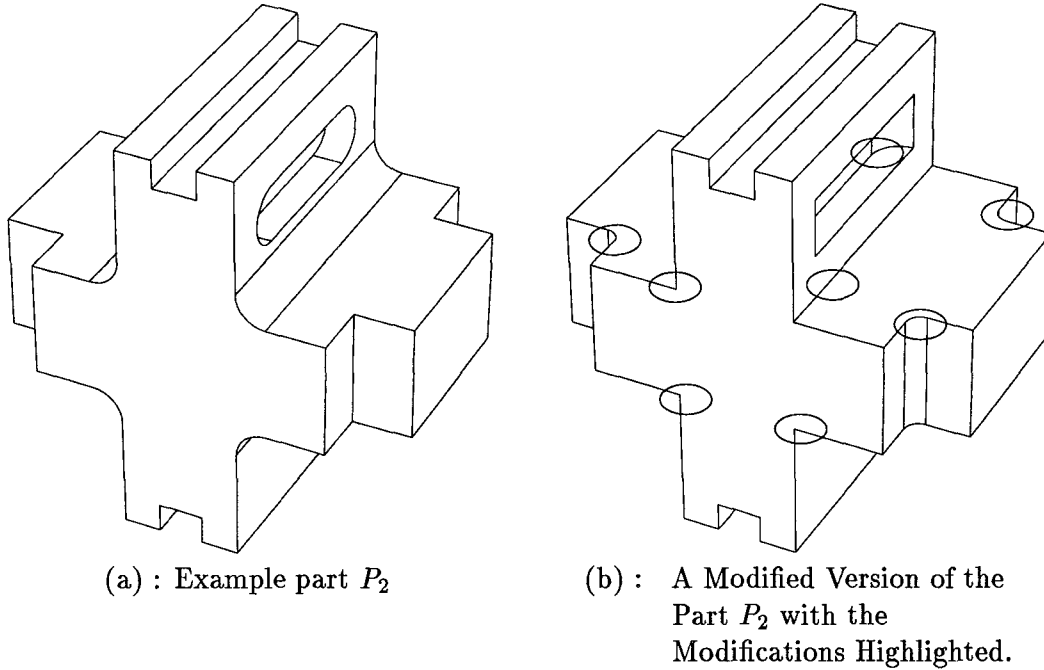 (a) : Example part P₂
(b) : A Modified Version of the
Part P₂ with the
Modifications Highlighted.